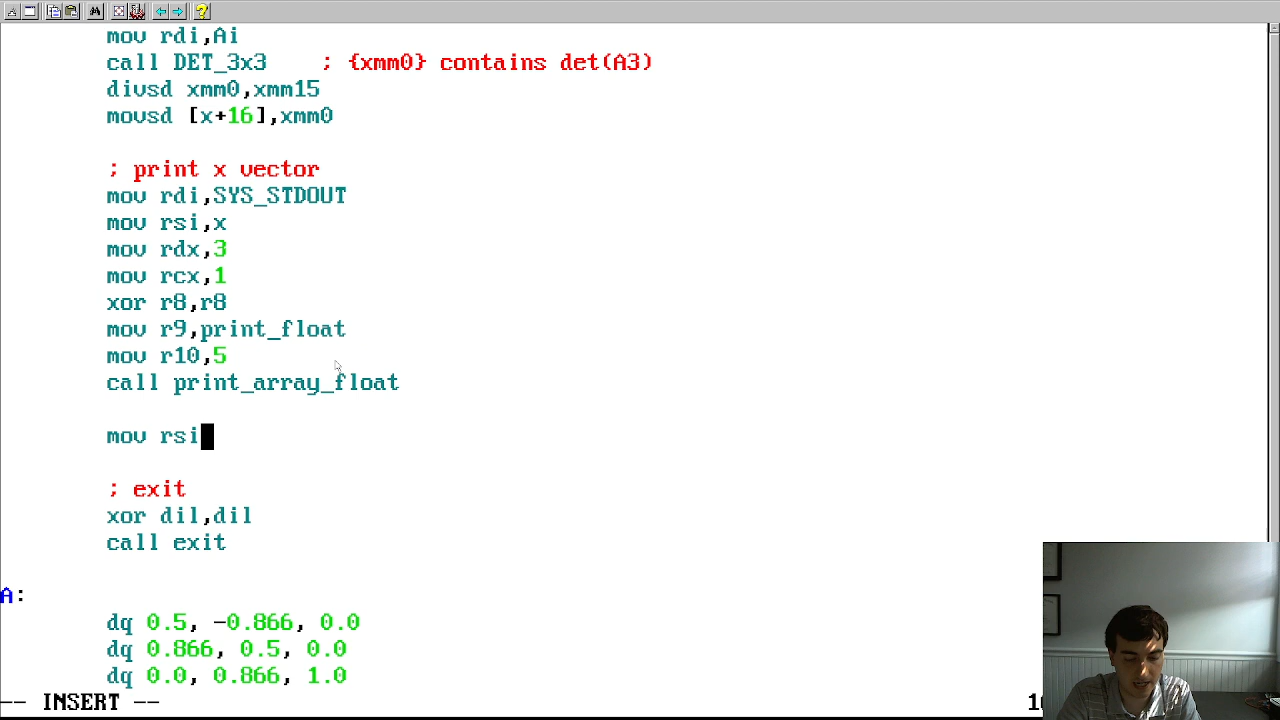 mov rdi,Ai
call DET_3x3 ; {xmm0} contains det(A3)
divsd xmm0,xmm15
movsd [x+16],xmm0
; print x vector
mov rdi,SYS_STDOUT
mov rsi,x
mov rdx,3
mov rcx,1
xor r8,r8
mov r9,print_float
mov r10,5
call print_array_float
mov rsi
; exit
xor dil,dil
call exit
A:
dq 0.5, -0.866, 0.0
dq 0.866, 0.5, 0.0
dq 0.0, 0.866, 1.0
-- INSERT --